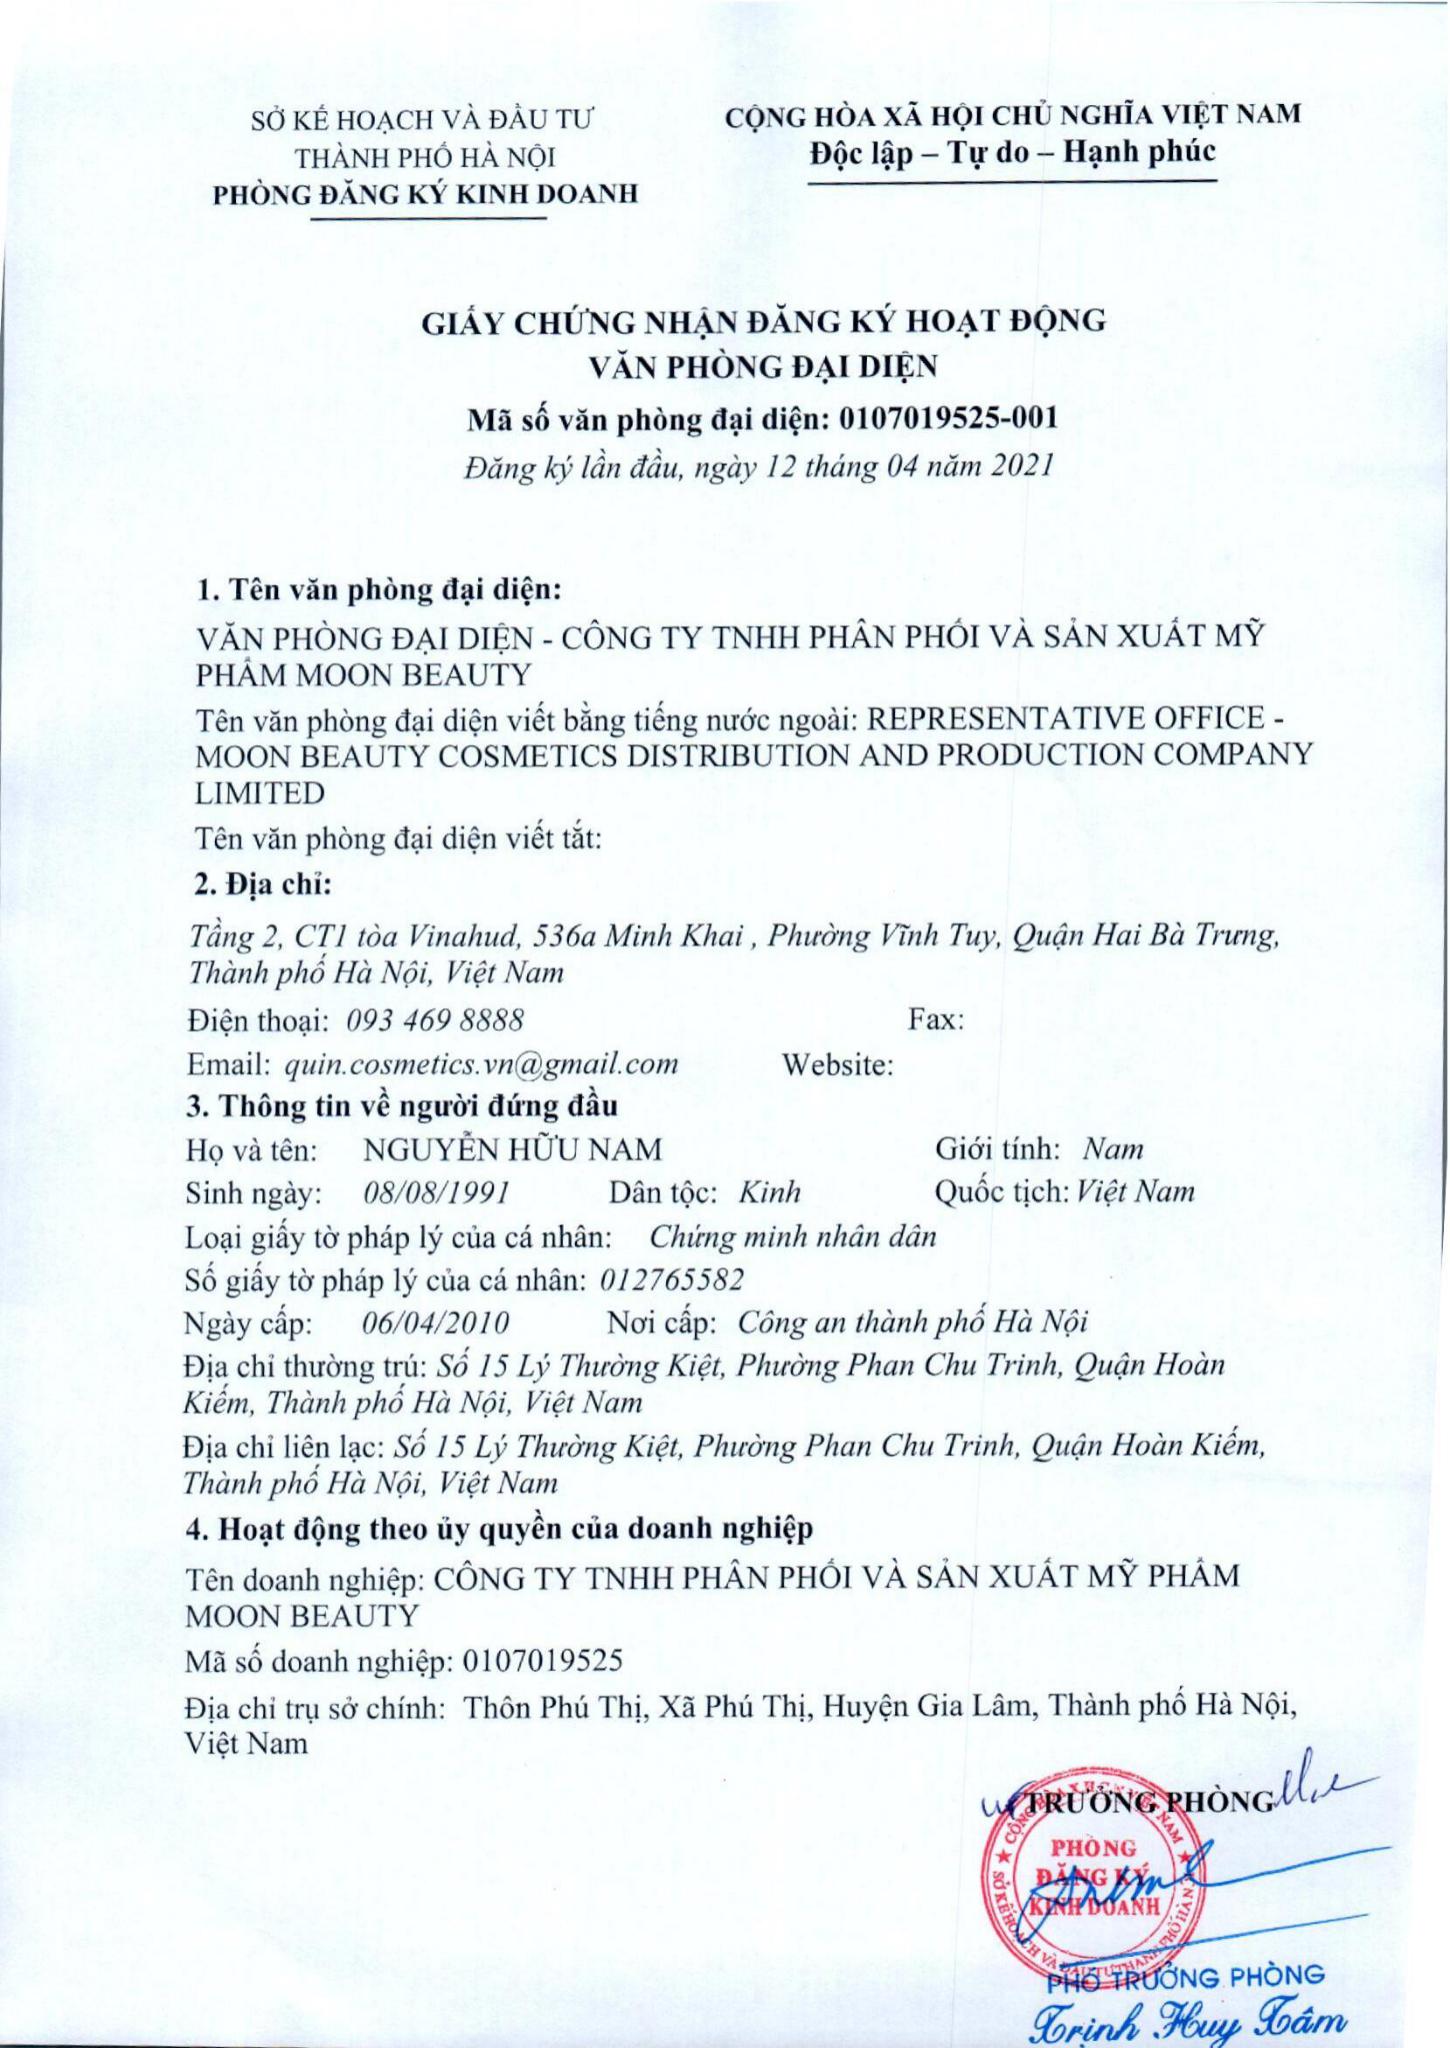 SỞ KẾ HOẠCH VÀ ĐẦU TƯ
THÀNH PHỐ HÀ NỘI
PHÒNG ĐĂNG KÝ KINH DOANH
CỘNG HÒA XÃ HỘI CHỦ NGHĨA VIỆT NAM
Độc lập – Tự do – Hạnh phúc
GIẤY CHỨNG NHẬN ĐĂNG KÝ HOẠT ĐỘNG
VĂN PHÒNG ĐẠI DIỆN
Mã số văn phòng đại diện: 0107019525-001
Đăng ký lần đầu, ngày 12 tháng 04 năm 2021
1. Tên văn phòng đại diện:
VĂN PHÒNG ĐẠI DIỆN - CÔNG TY TNHH PHÂN PHỐI VÀ SẢN XUẤT MỸ
PHẨM MOON BEAUTY
Tên văn phòng đại diện viết bằng tiếng nước ngoài: REPRESENTATIVE OFFICE -
MOON BEAUTY COSMETICS DISTRIBUTION AND PRODUCTION COMPANY
LIMITED
Tên văn phòng đại diện viết tắt:
2. Địa chỉ:
Tầng 2, CT1 tòa Vinahud, 536a Minh Khai , Phường Vĩnh Tuy, Quận Hai Bà Trưng,
Thành phố Hà Nội, Việt Nam
Điện thoại: 093 469 8888 Fax:
Email: quin.cosmetics.vn@gmail.com Website:
3. Thông tin về người đứng đầu
Họ và tên: NGUYỄN HỮU NAM Giới tính: Nam
Sinh ngày: 08/08/1991 Dân tộc: Kinh Quốc tịch: Việt Nam
Loại giấy tờ pháp lý của cá nhân: Chứng minh nhân dân
Số giấy tờ pháp lý của cá nhân: 012765582
Ngày cấp: 06/04/2010 Nơi cấp: Công an thành phố Hà Nội
Địa chỉ thường trú: Số 15 Lý Thường Kiệt, Phường Phan Chu Trinh, Quận Hoàn
Kiếm, Thành phố Hà Nội, Việt Nam
Địa chỉ liên lạc: Số 15 Lý Thường Kiệt, Phường Phan Chu Trinh, Quận Hoàn Kiếm,
Thành phố Hà Nội, Việt Nam
4. Hoạt động theo ủy quyền của doanh nghiệp
Tên doanh nghiệp: CÔNG TY TNHH PHÂN PHỐI VÀ SẢN XUẤT MỸ PHẨM
MOON BEAUTY
Mã số doanh nghiệp: 0107019525
Địa chỉ trụ sở chính: Thôn Phú Thị, Xã Phú Thị, Huyện Gia Lâm, Thành phố Hà Nội,
Việt Nam
TRƯỞNG PHÒNG
PHÒNG
ĐĂNG KÝ
KINH DOANH
PHÓ TRƯỞNG PHÒNG
Trịnh Huy Tâm